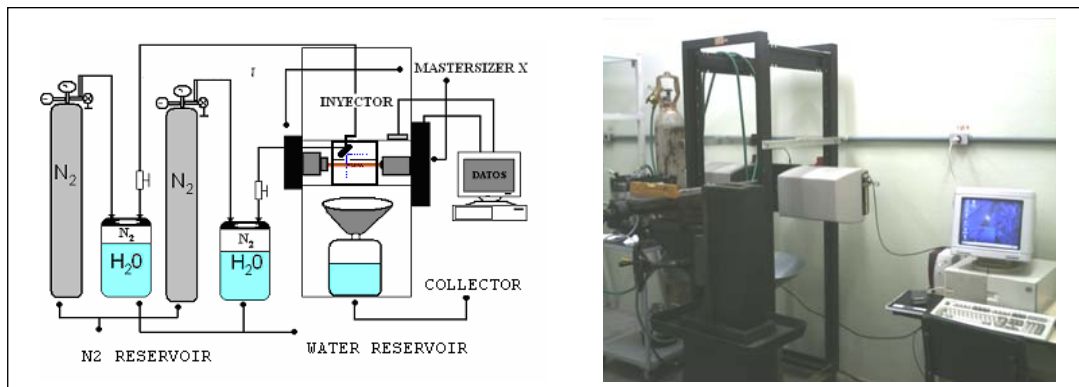 MASTERSIZER X
INYECTOR
N2
N2
DATOS
N2
H20
N2
H20
COLLECTOR
N2 RESERVOIR
WATER RESERVOIR